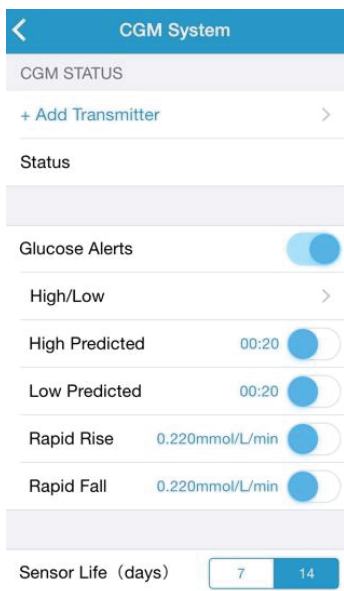 CGM System
CGM STATUS
+ Add Transmitter
Status
Glucose Alerts
High/Low
High Predicted 00:20
Low Predicted 00:20
Rapid Rise 0.220mmol/L/min
Rapid Fall 0.220mmol/L/min
Sensor Life（days） 7 14